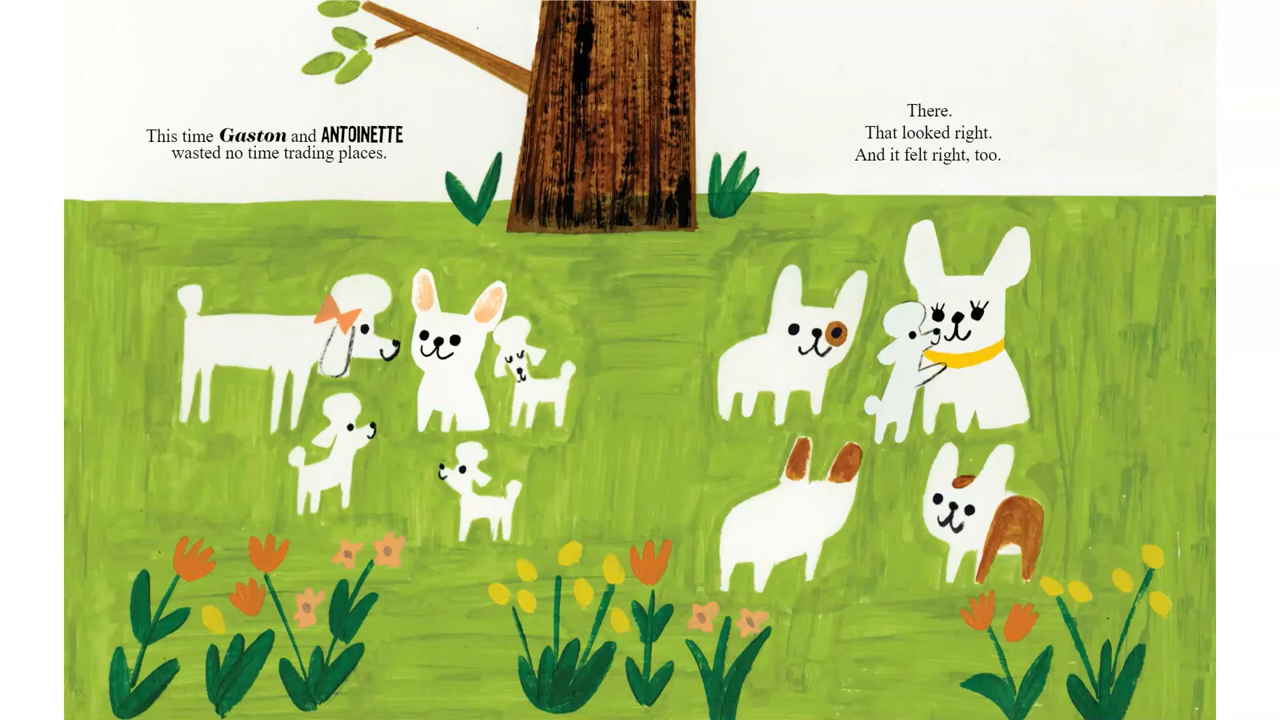 This time Gaston and ANTOINETTE
wasted no time trading places.
There.
That looked right.
And it felt right, too.